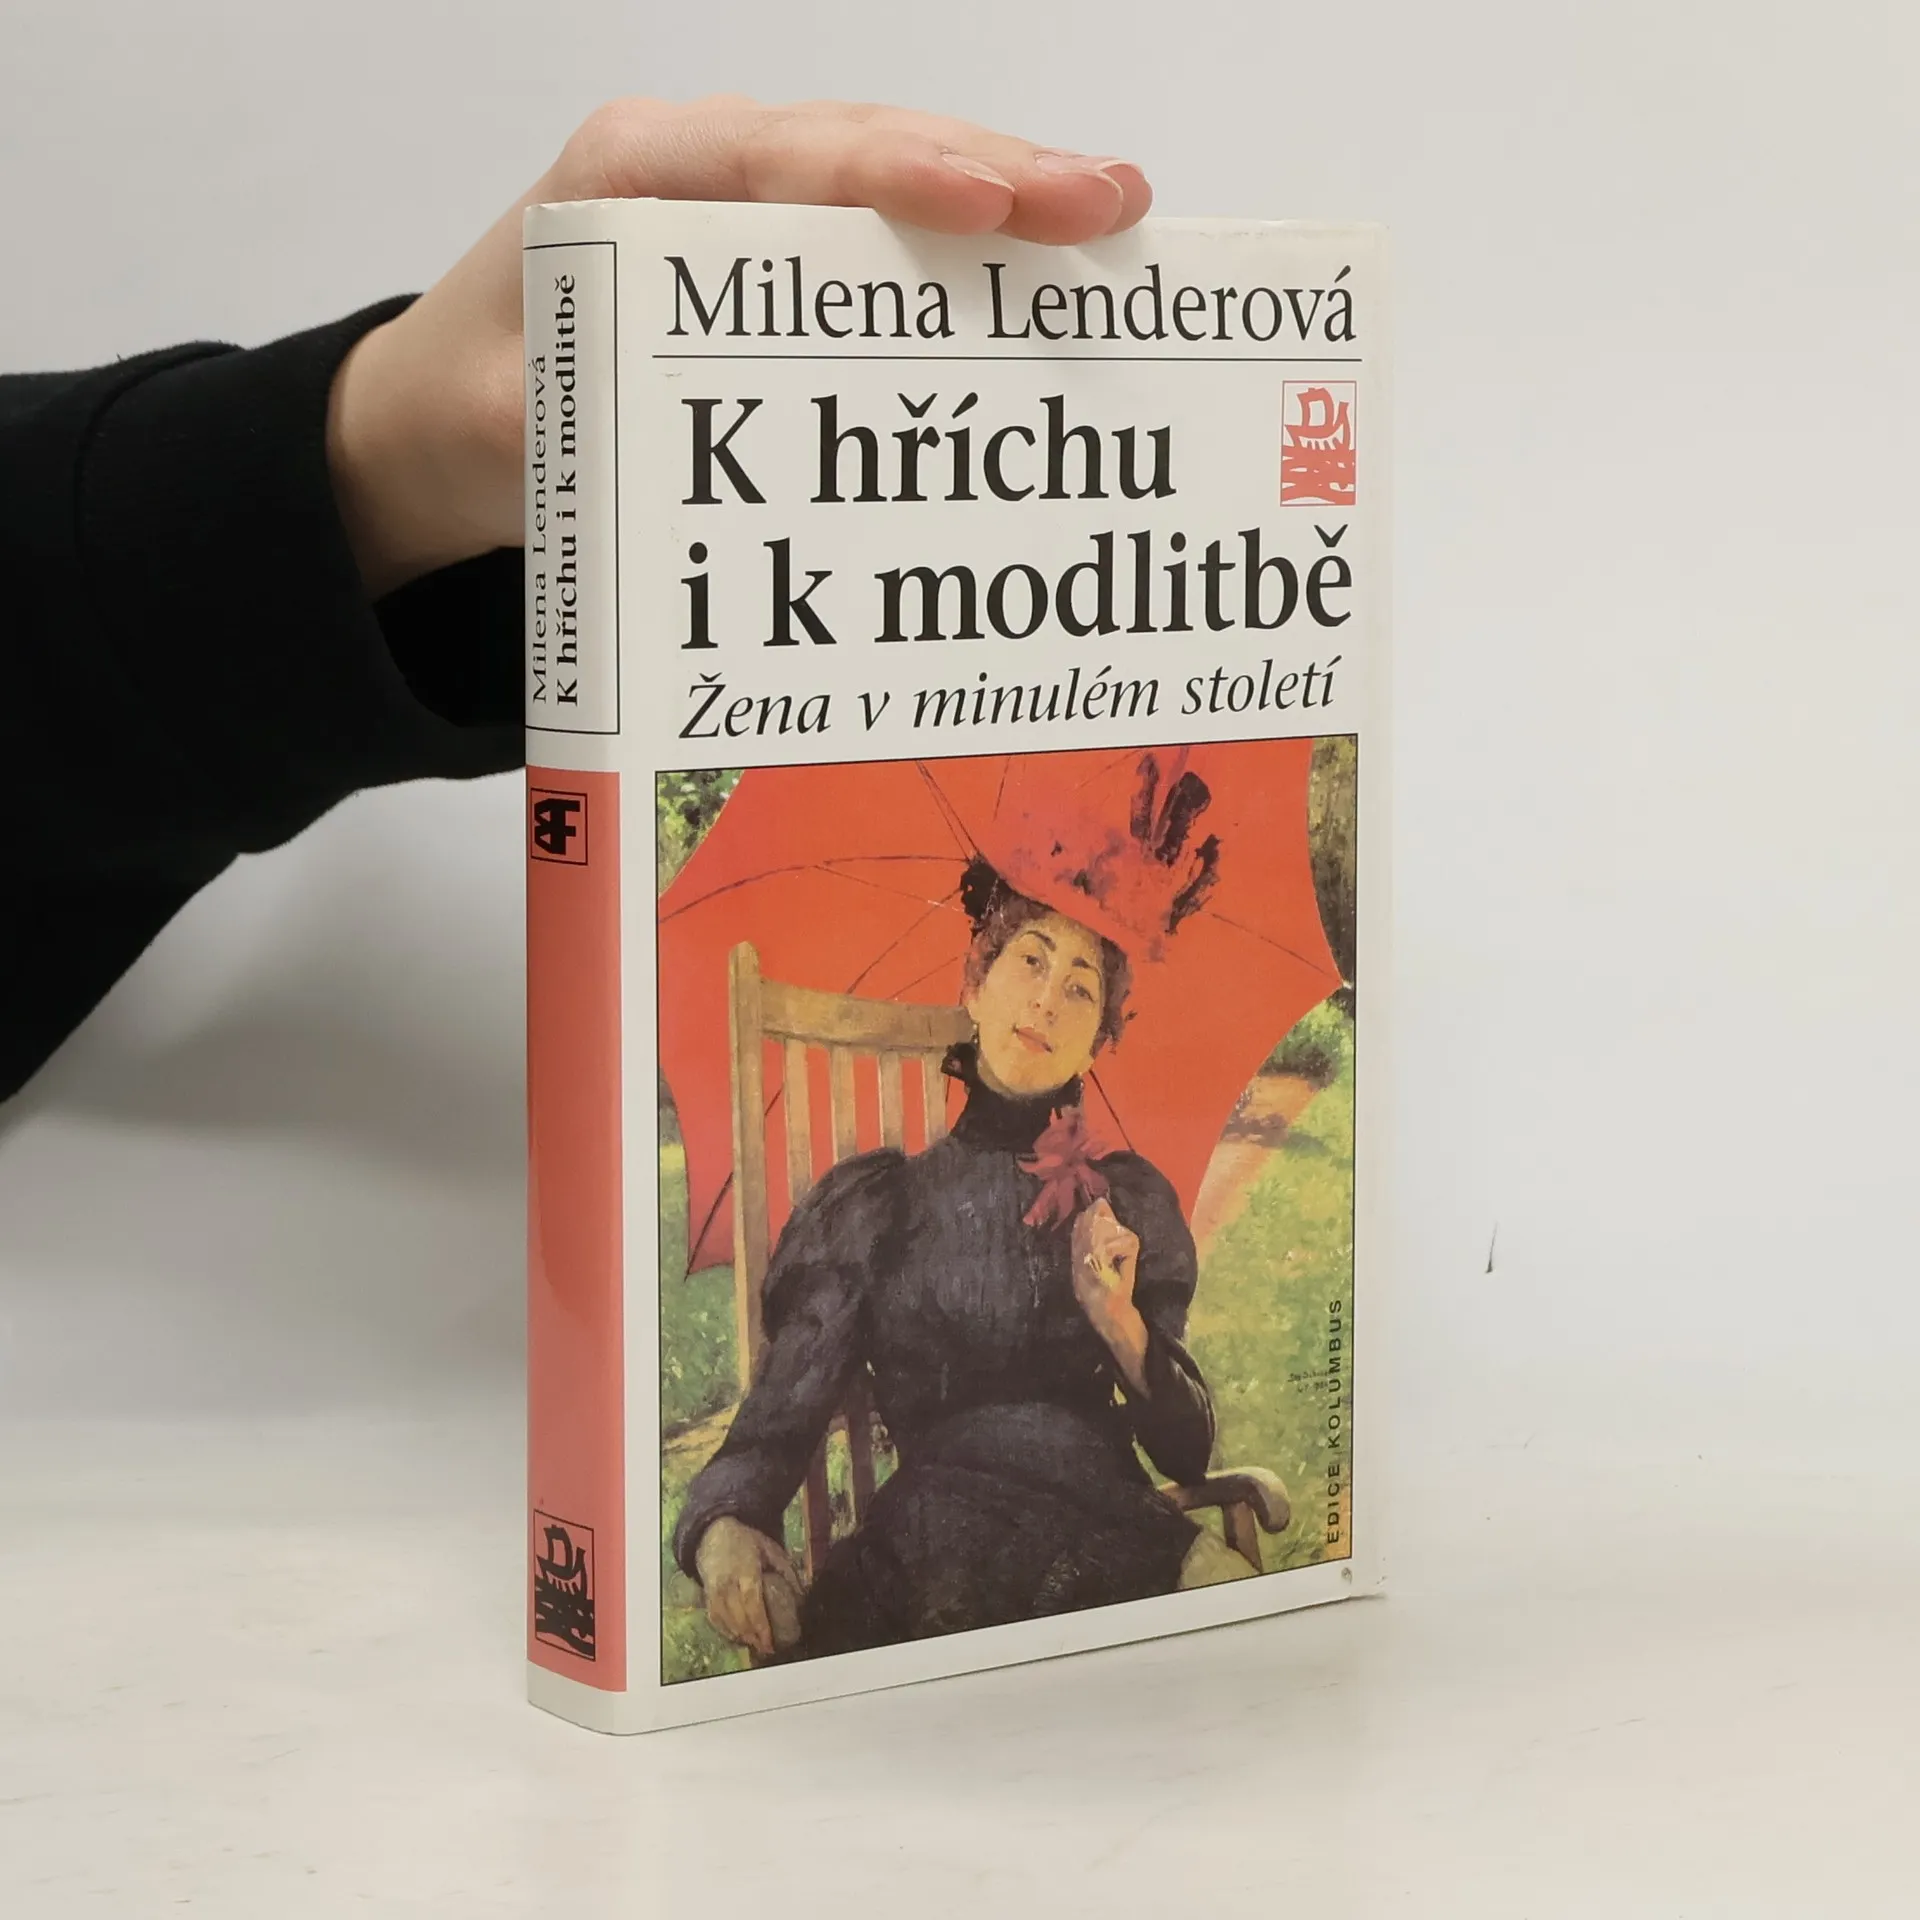 Milena Lenderová
K hříchu i k modlitbě
Milena Lenderová
K hříchu
i k modlitbě
Žena v minulém století
EDICE KOLUMBUS